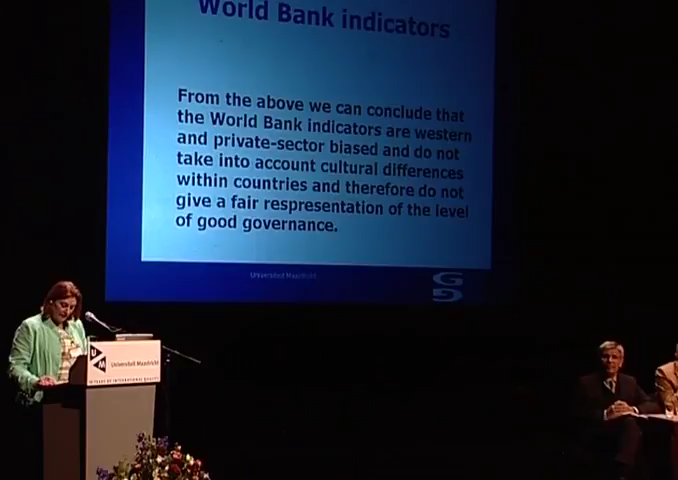 World Bank indicators
From the above we can conclude that
the World Bank indicators are western
and private-sector biased and do not
take into account cultural differences
within countries and therefore do not
give a fair respresentation of the level
of good governance.
Universiteit Maastricht
U
M
Universiteit Maastricht